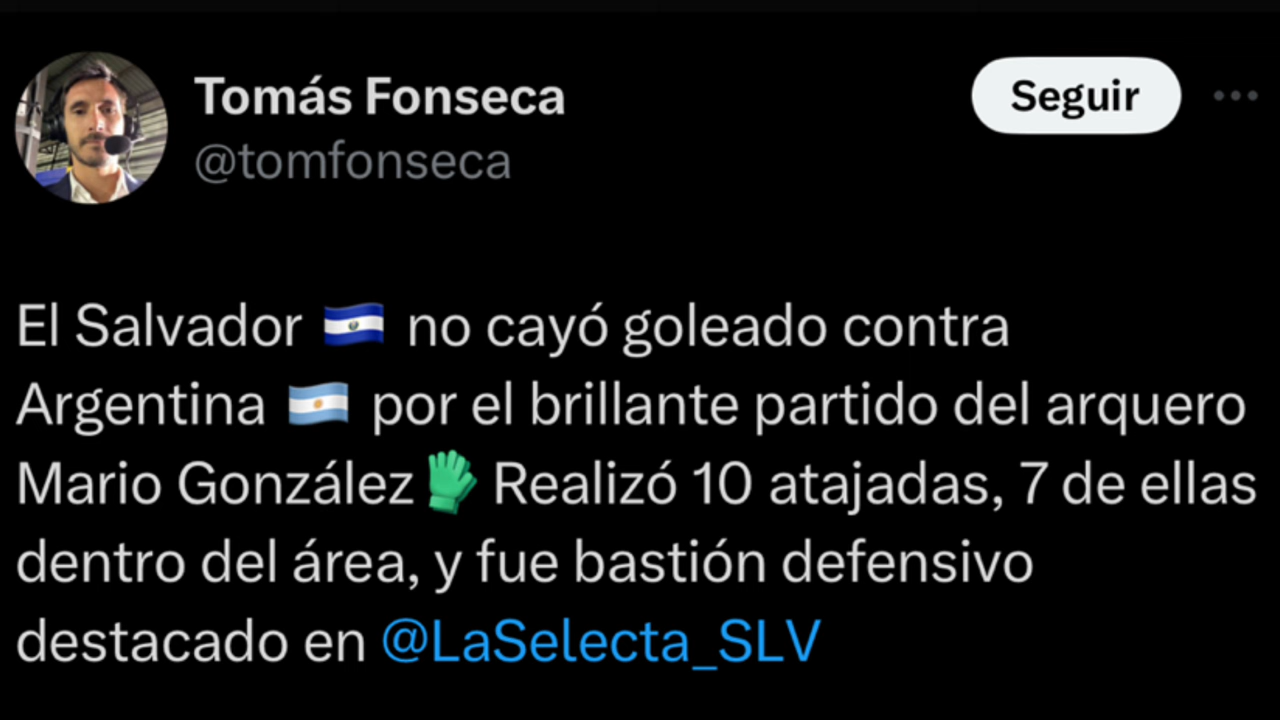 Tomás Fonseca
Seguir
@tomfonseca
El Salvador 🇸🇻 no cayó goleado contra
Argentina 🇦🇷 por el brillante partido del arquero
Mario González🧤 Realizó 10 atajadas, 7 de ellas
dentro del área, y fue bastión defensivo
destacado en @LaSelecta_SLV